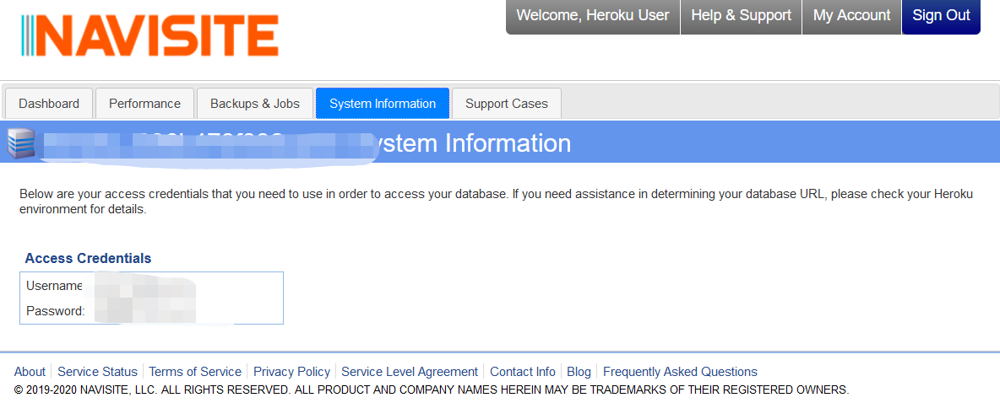 NAVISITE
Welcome, Heroku User Help & Support My Account Sign Out
Dashboard Performance Backups & Jobs System Information Support Cases
System Information
Below are your access credentials that you need to use in order to access your database. If you need assistance in determining your database URL, please check your Heroku
environment for details.
Access Credentials
Username
Password:
About Service Status Terms of Service Privacy Policy Service Level Agreement Contact Info Blog Frequently Asked Questions
© 2019-2020 NAVISITE, LLC. ALL RIGHTS RESERVED. ALL PRODUCT AND COMPANY NAMES HEREIN MAY BE TRADEMARKS OF THEIR REGISTERED OWNERS.